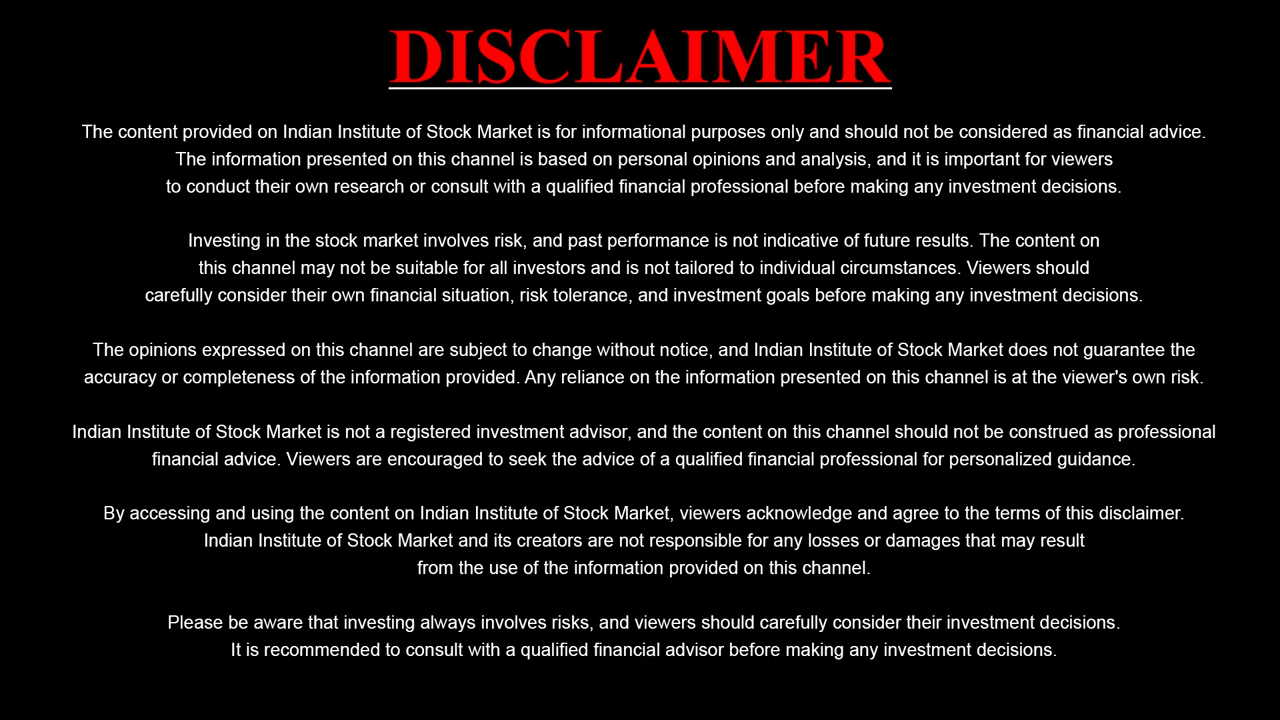 DISCLAIMER
The content provided on Indian Institute of Stock Market is for informational purposes only and should not be considered as financial advice.
The information presented on this channel is based on personal opinions and analysis, and it is important for viewers
to conduct their own research or consult with a qualified financial professional before making any investment decisions.
Investing in the stock market involves risk, and past performance is not indicative of future results. The content on
this channel may not be suitable for all investors and is not tailored to individual circumstances. Viewers should
carefully consider their own financial situation, risk tolerance, and investment goals before making any investment decisions.
The opinions expressed on this channel are subject to change without notice, and Indian Institute of Stock Market does not guarantee the
accuracy or completeness of the information provided. Any reliance on the information presented on this channel is at the viewer's own risk.
Indian Institute of Stock Market is not a registered investment advisor, and the content on this channel should not be construed as professional
financial advice. Viewers are encouraged to seek the advice of a qualified financial professional for personalized guidance.
By accessing and using the content on Indian Institute of Stock Market, viewers acknowledge and agree to the terms of this disclaimer.
Indian Institute of Stock Market and its creators are not responsible for any losses or damages that may result
from the use of the information provided on this channel.
Please be aware that investing always involves risks, and viewers should carefully consider their investment decisions.
It is recommended to consult with a qualified financial advisor before making any investment decisions.